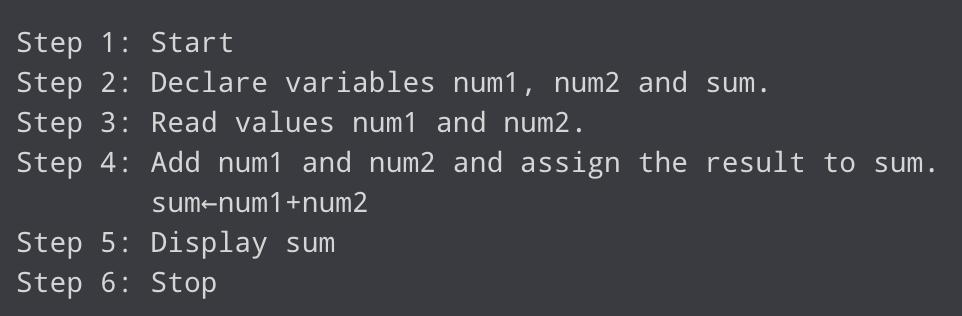 Step 1: Start
Step 2: Declare variables num1, num2 and sum.
Step 3: Read values num1 and num2.
Step 4: Add num1 and num2 and assign the result to sum.
sum←num1+num2
Step 5: Display sum
Step 6: Stop